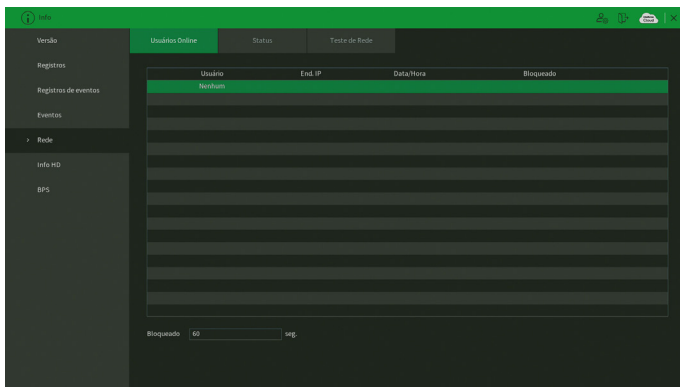 Info
Versão
Registros
Registros de eventos
Eventos
> Rede
Info HD
BPS
Usuários Online Status Teste de Rede
Usuário End. IP Data/Hora Bloqueado
Nenhum
Bloqueado 60 seg.